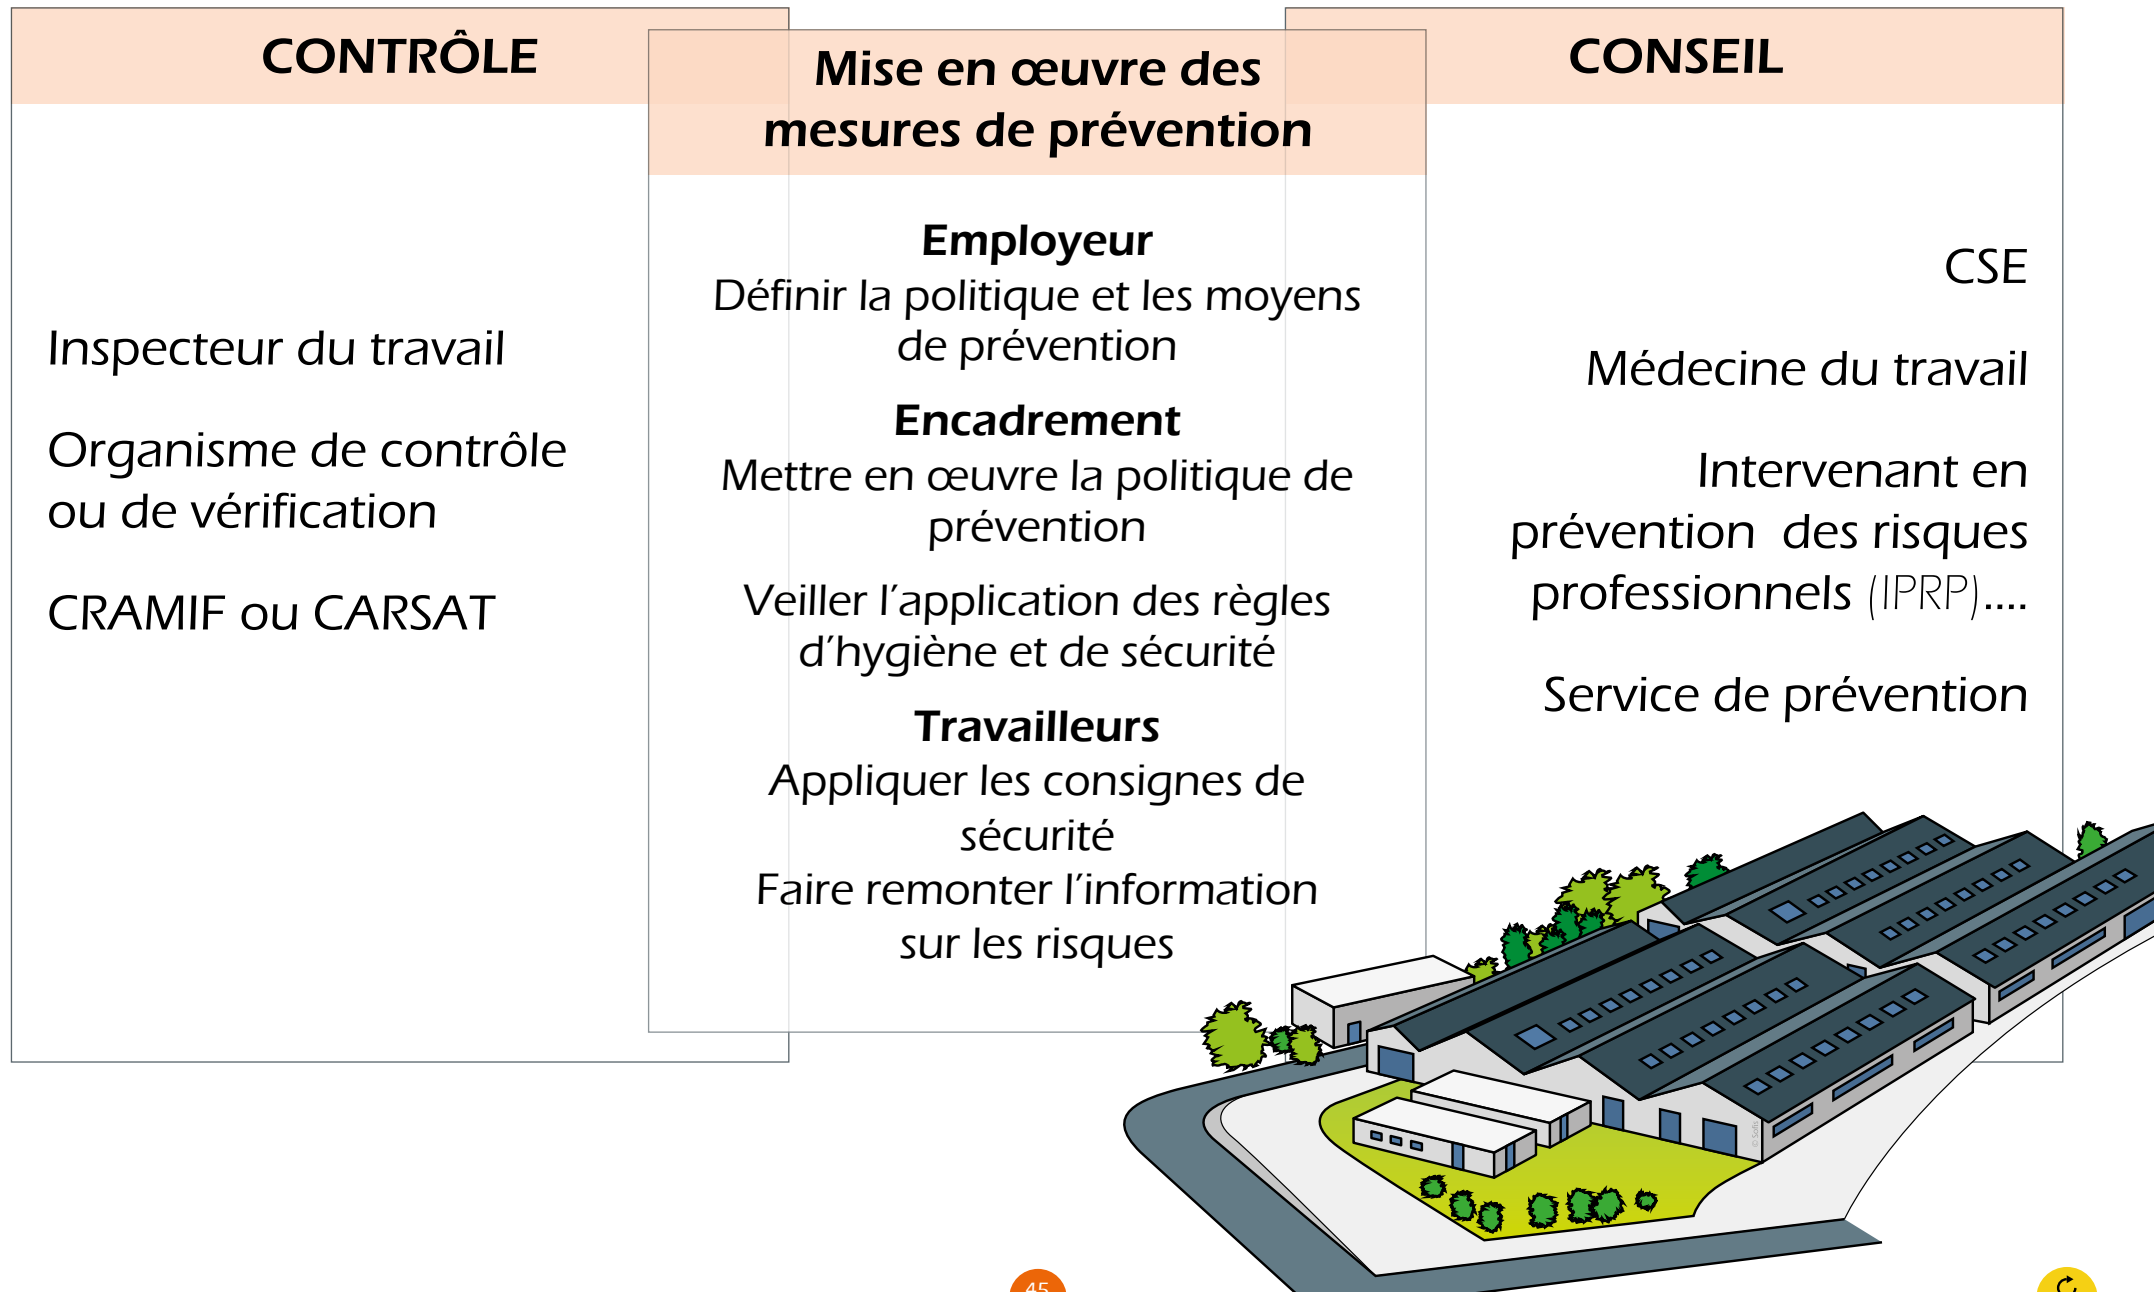 CONTRÔLE
Inspecteur du travail
Organisme de contrôle
ou de vérification
CRAMIF ou CARSAT
Mise en œuvre des
mesures de prévention
Employeur
Définir la politique et les moyens
de prévention
Encadrement
Mettre en œuvre la politique de
prévention
Veiller l’application des règles
d’hygiène et de sécurité
Travailleurs
Appliquer les consignes de
sécurité
Faire remonter l’information
sur les risques
CONSEIL
CSE
Médecine du travail
Intervenant en
prévention  des risques
professionnels (IPRP)....
Service de prévention
© Sofis
45